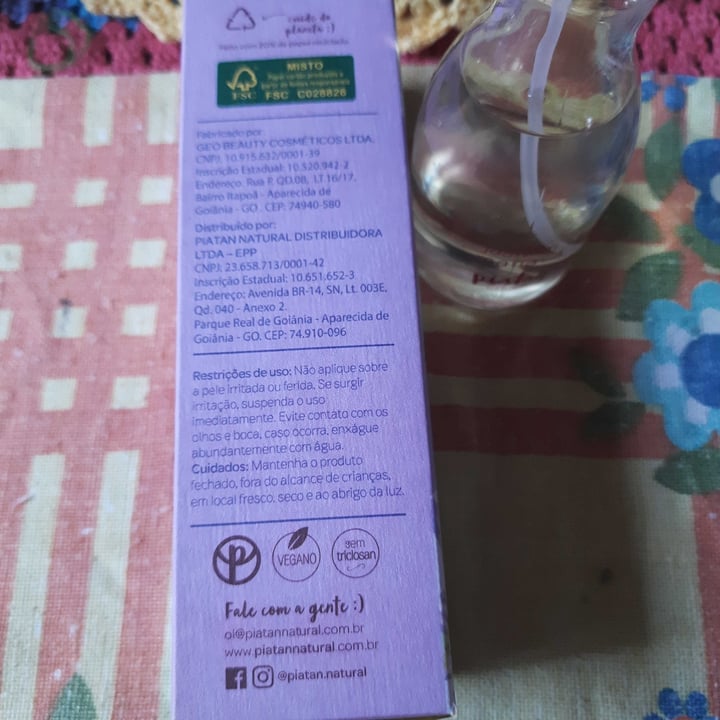 cuide do
planeta :)
MISTO
FSC
FSC C028828
Fabricado por:
GEO BEAUTY COSMÉTICOS LTDA.
CNPJ: 10.915.632/0001-39
Inscrição Estadual: 10.520.942-2
Endereço: Rua P, QD.08, LT.16/17,
Bairro Itapoã - Aparecida de
Goiânia - GO. CEP: 74940-580
Distribuído por:
PIATAN NATURAL DISTRIBUIDORA
LTDA – EPP
CNPJ: 23.658.713/0001-42
Inscrição Estadual: 10.651.652-3
Endereço: Avenida BR-14, SN, Lt. 003E,
Qd. 040 - Anexo 2.
Parque Real de Goiânia - Aparecida de
Goiânia - GO. CEP: 74.910-096
Restrições de uso: Não aplique sobre
a pele irritada ou ferida. Se surgir
irritação, suspenda o uso
imediatamente. Evite contato com os
olhos e boca, caso ocorra, enxágue
abundantemente com água.
Cuidados: Mantenha o produto
fechado, fora do alcance de crianças,
em local fresco, seco e ao abrigo da luz.
VEGANO
sem
triclosan
Fale com a gente :)
oi@piatannatural.com.br
www.piatannatural.com.br
@piatan.natural